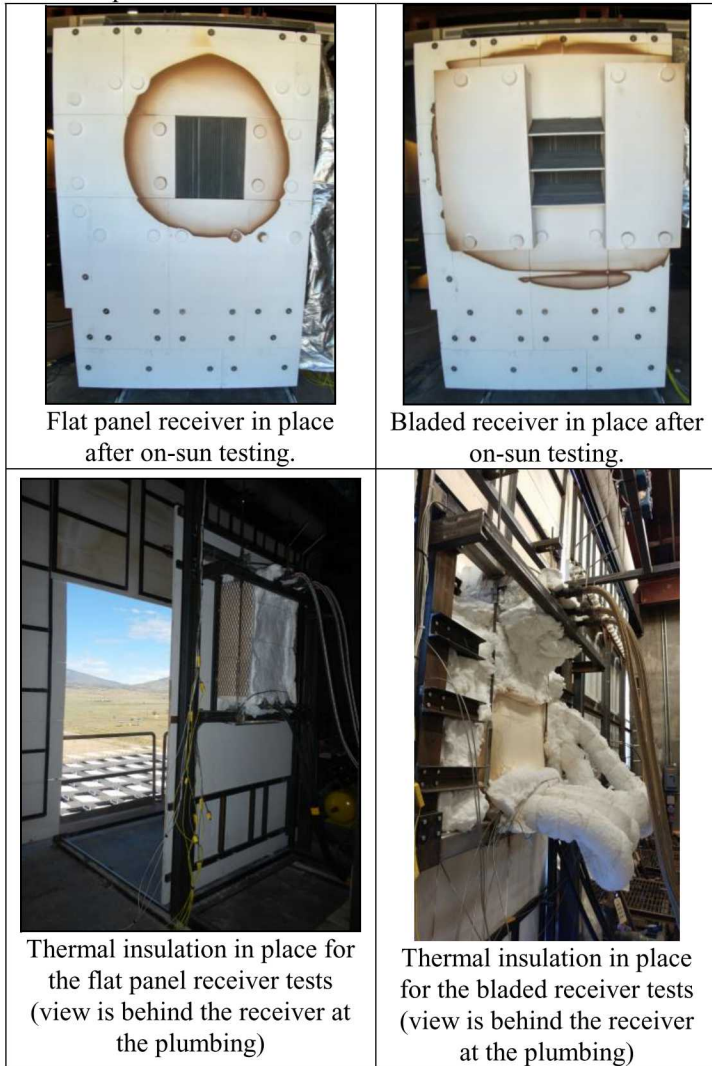 Flat panel receiver in place
after on-sun testing.
Bladed receiver in place after
on-sun testing.
Thermal insulation in place for
the flat panel receiver tests
(view is behind the receiver at
the plumbing)
Thermal insulation in place
for the bladed receiver tests
(view is behind the receiver
at the plumbing)